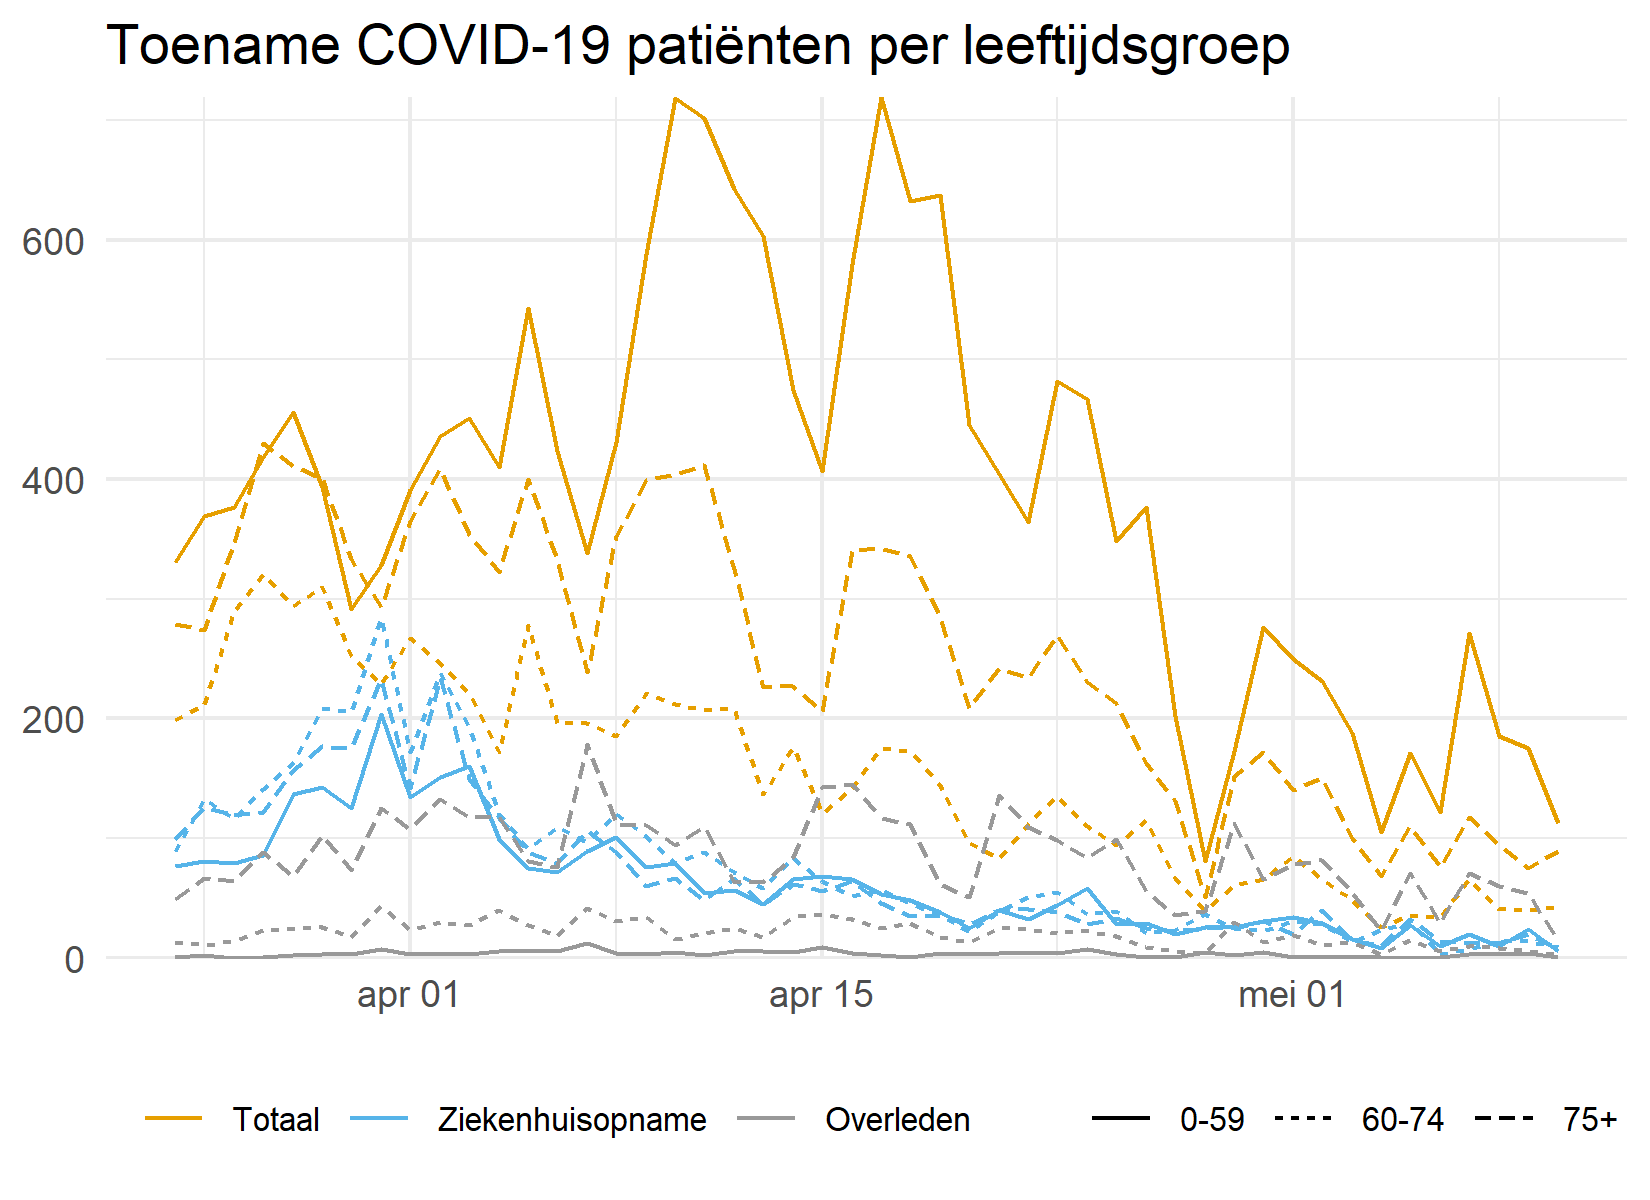 Toename COVID-19 patiënten per leeftijdsgroep
600
400
200
0
apr 01 apr 15 mei 01
Totaal Ziekenhuisopname Overleden 0-59 60-74 75+